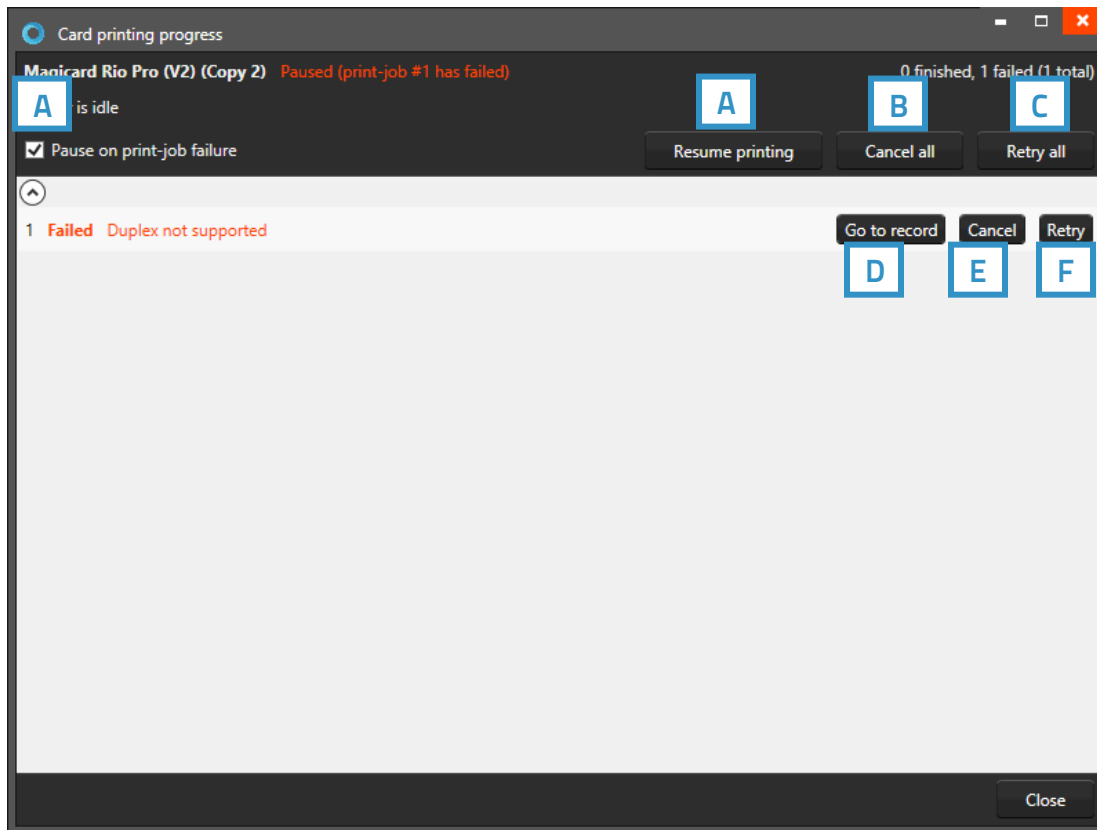 Card printing progress
Magicard Rio Pro (V2) (Copy 2) Paused (print-job #1 has failed) 0 finished, 1 failed (1 total)
A is idle A B C
Pause on print-job failure Resume printing Cancel all Retry all
1 Failed Duplex not supported Go to record Cancel Retry
D E F
Close